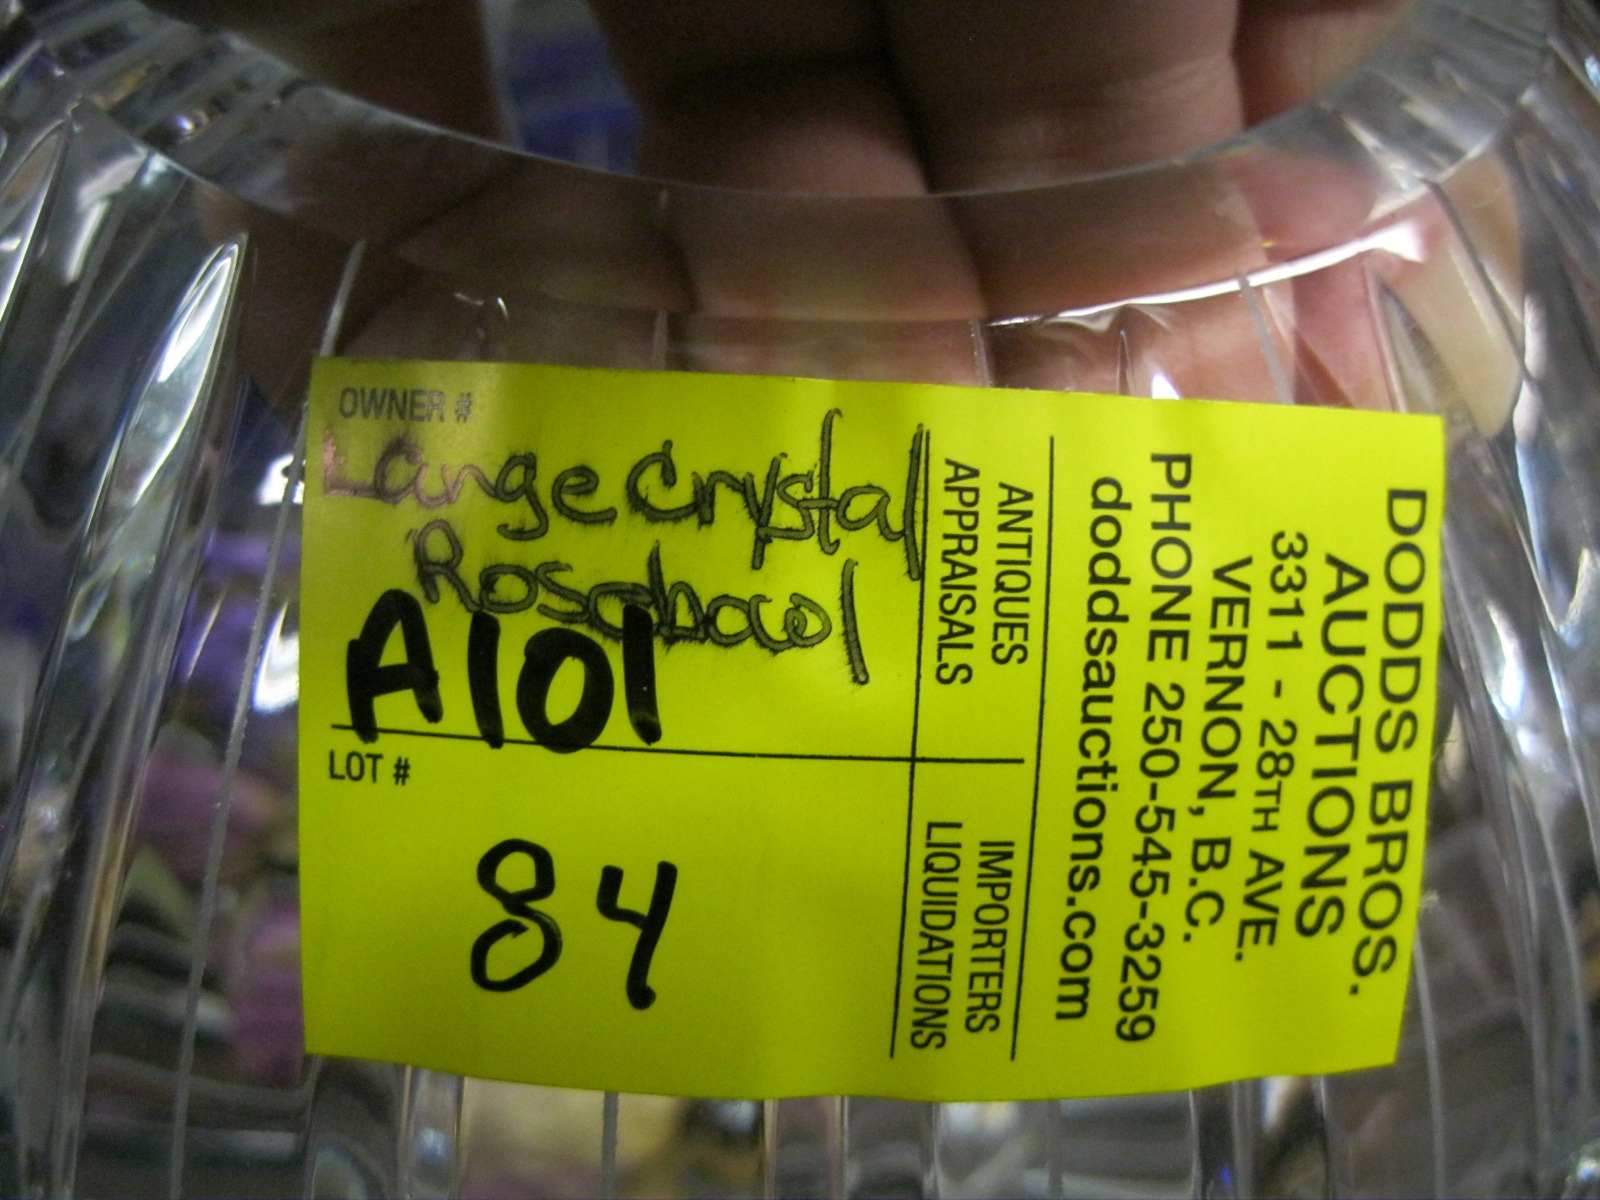 OWNER #
Large Crystal
Rosebowl
A101
LOT #
84
ANTIQUES
APPRAISALS
IMPORTERS
LIQUIDATIONS
DODDS BROS.
AUCTIONS
3311 - 28TH AVE.
VERNON, B.C.
PHONE 250-545-3259
doddsauctions.com